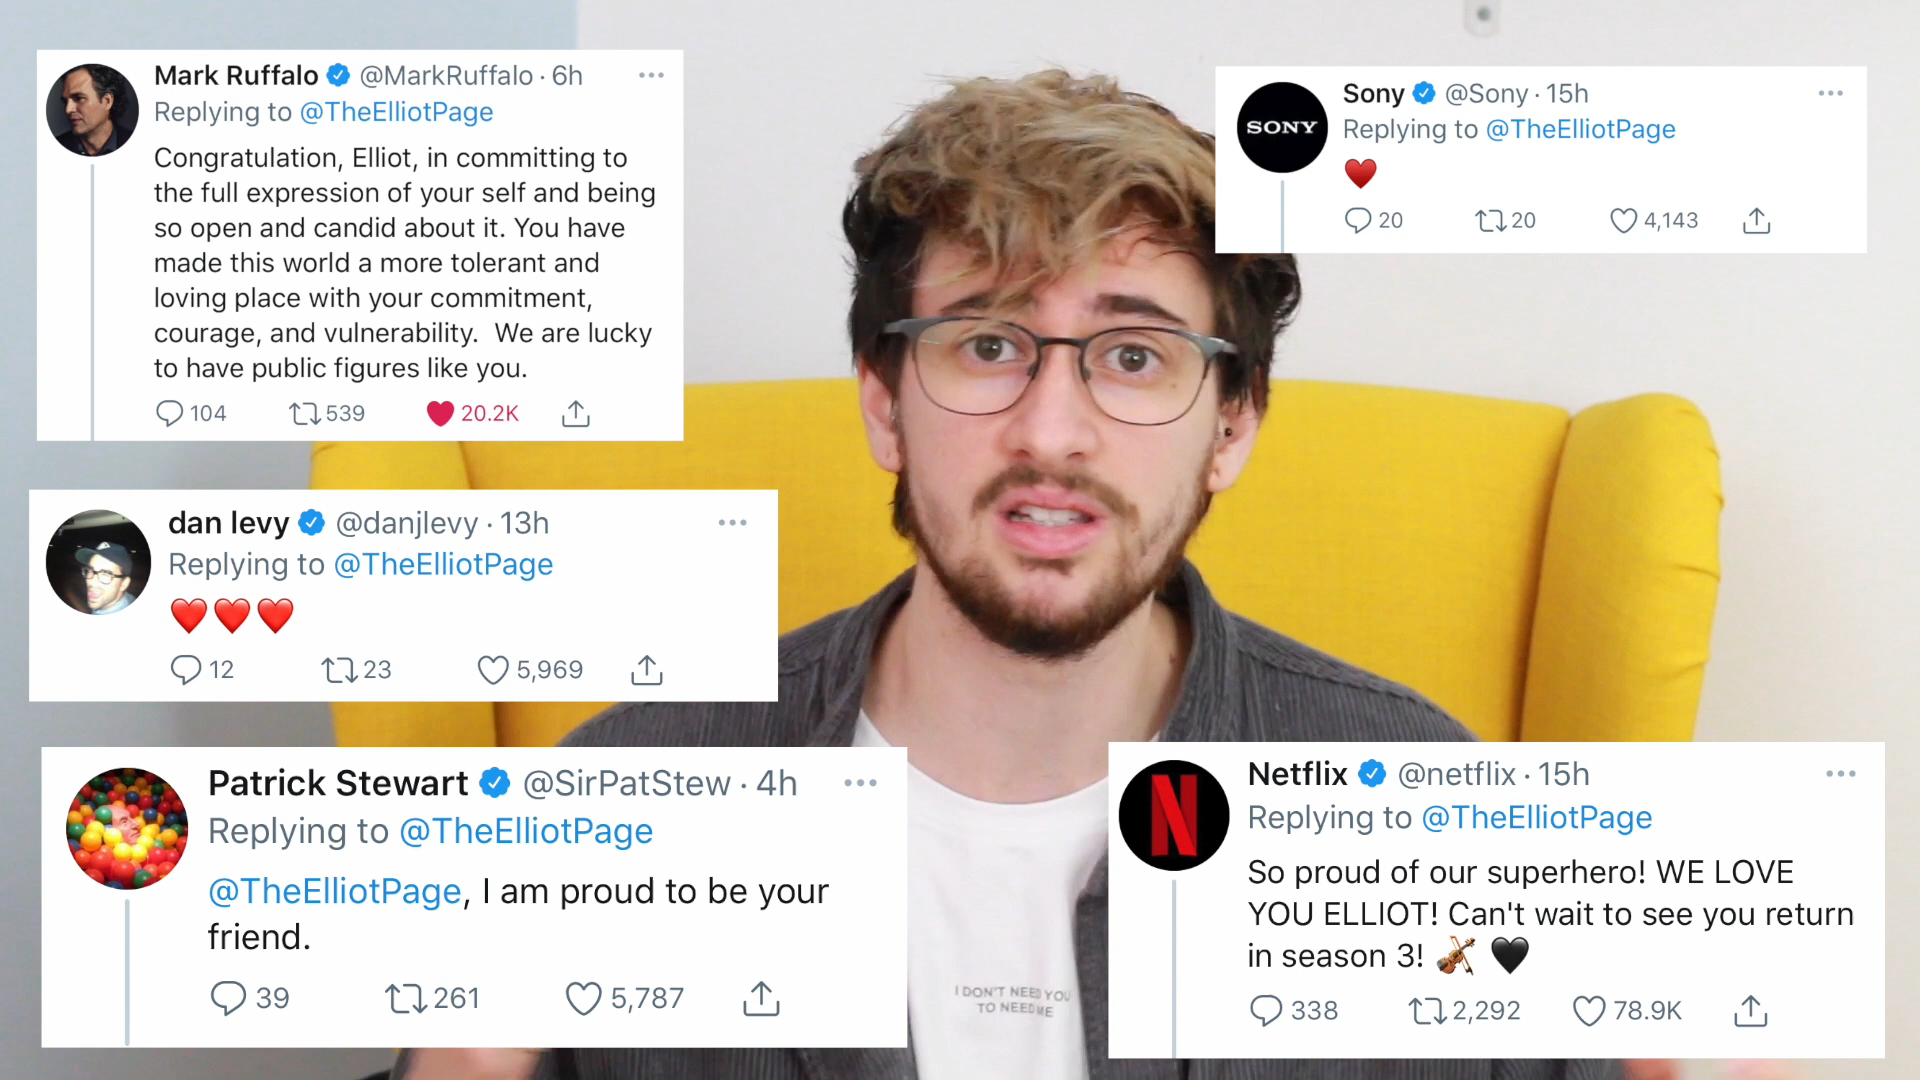 Mark Ruffalo @MarkRuffalo · 6h
Replying to @TheElliotPage
Congratulation, Elliot, in committing to
the full expression of your self and being
so open and candid about it. You have
made this world a more tolerant and
loving place with your commitment,
courage, and vulnerability.  We are lucky
to have public figures like you.
104 539 20.2K
SONY
Sony @Sony · 15h
Replying to @TheElliotPage
♥️
20 20 4,143
dan levy @danjlevy · 13h
Replying to @TheElliotPage
❤️❤️❤️
12 23 5,969
Patrick Stewart @SirPatStew · 4h
Replying to @TheElliotPage
@TheElliotPage, I am proud to be your
friend.
39 261 5,787
N
Netflix @netflix · 15h
Replying to @TheElliotPage
So proud of our superhero! WE LOVE
YOU ELLIOT! Can't wait to see you return
in season 3! 🎻 🖤
338 2,292 78.9K
I DON'T NEED YOU
TO NEED ME